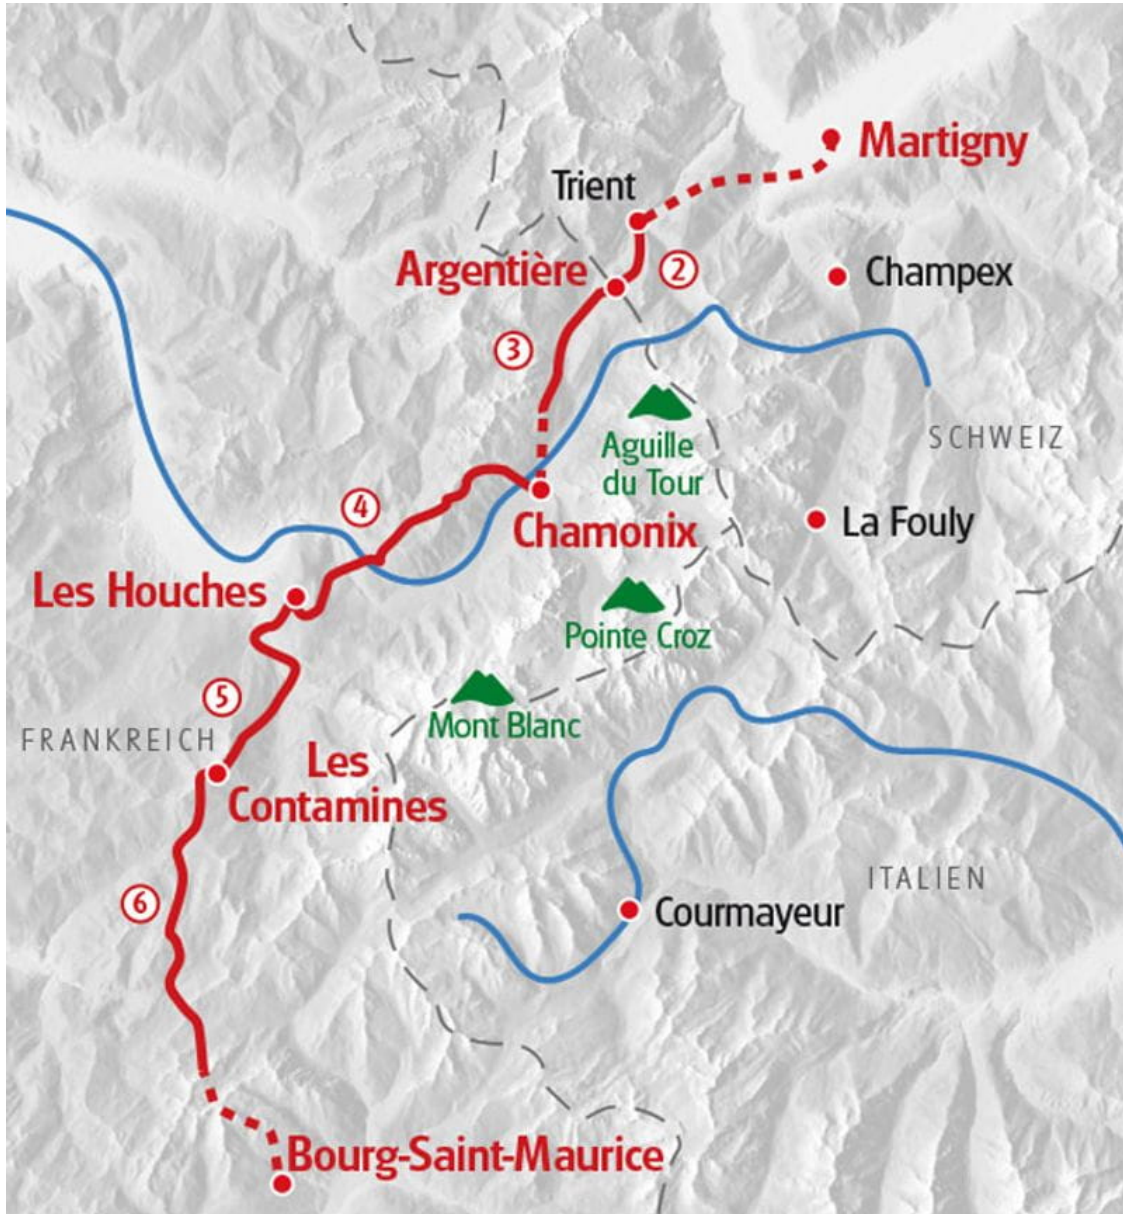 Martigny
Trient
Argentière
②
Champex
③
SCHWEIZ
Aguille
du Tour
④
Chamonix
La Fouly
Les Houches
Pointe Croz
⑤
Mont Blanc
FRANKREICH
Les
Contamines
⑥
ITALIEN
Courmayeur
Bourg-Saint-Maurice